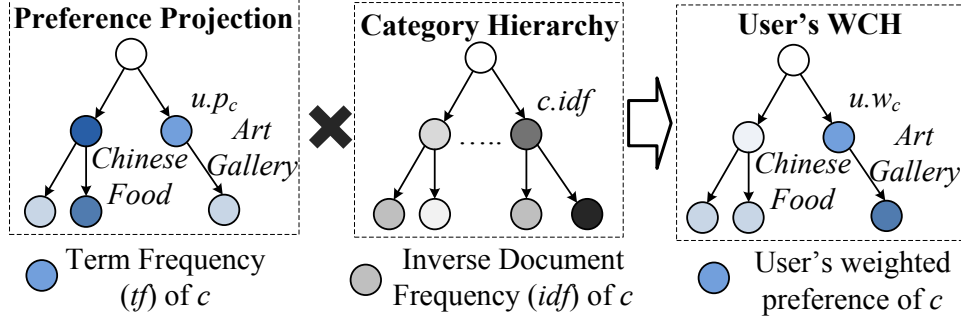 Preference Projection
u.p_c
Art
Gallery
Chinese
Food
Term Frequency
(tf) of c
Category Hierarchy
c.idf
.....
Inverse Document
Frequency (idf) of c
User's WCH
u.w_c
Art
Gallery
Chinese
Food
User's weighted
preference of c